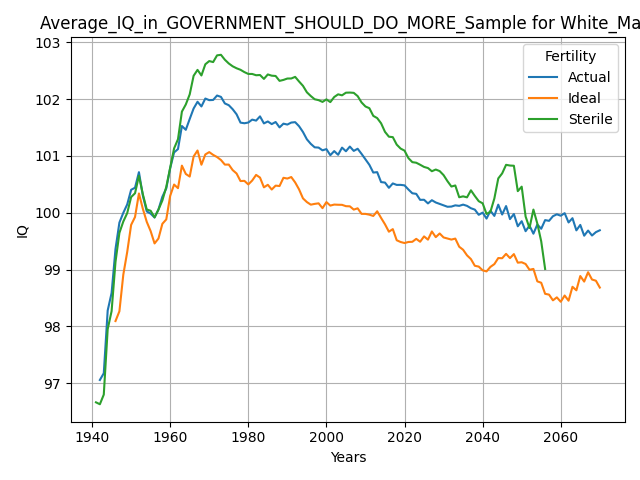 Average_IQ_in_GOVERNMENT_SHOULD_DO_MORE_Sample for White_Ma
103
102
101
100
99
98
97
IQ
Fertility
Actual
Ideal
Sterile
1940
1960
1980
2000
2020
2040
2060
Years